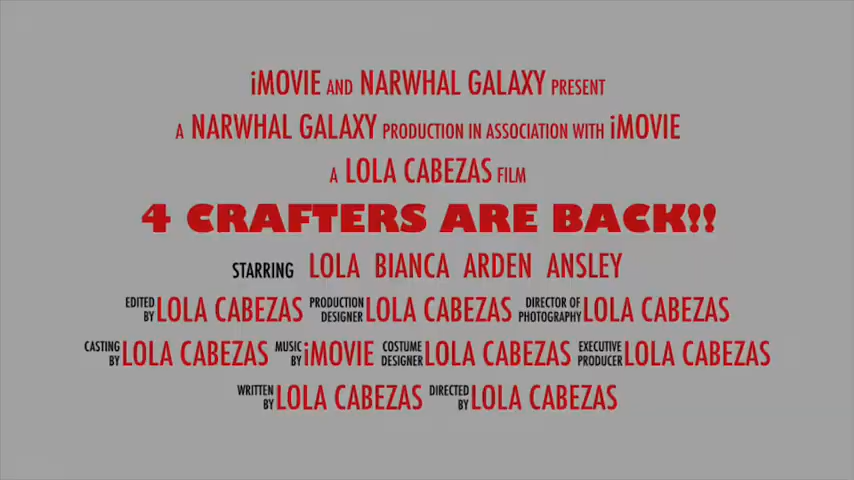 iMOVIE AND NARWHAL GALAXY PRESENT
A NARWHAL GALAXY PRODUCTION IN ASSOCIATION WITH iMOVIE
A LOLA CABEZAS FILM
4 CRAFTERS ARE BACK!!
STARRING LOLA BIANCA ARDEN ANSLEY
EDITED BY LOLA CABEZAS PRODUCTION DESIGNER LOLA CABEZAS DIRECTOR OF PHOTOGRAPHY LOLA CABEZAS
CASTING BY LOLA CABEZAS MUSIC BY iMOVIE COSTUME DESIGNER LOLA CABEZAS EXECUTIVE PRODUCER LOLA CABEZAS
WRITTEN BY LOLA CABEZAS DIRECTED BY LOLA CABEZAS